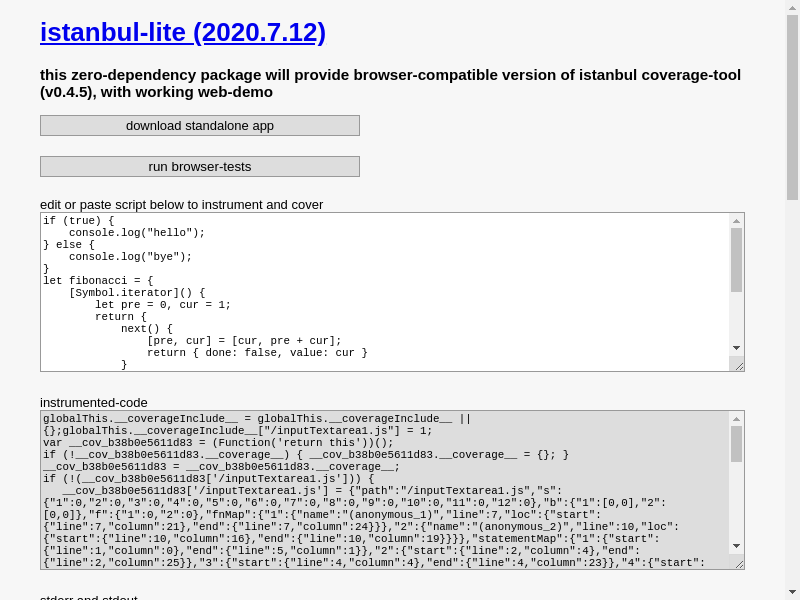 istanbul-lite (2020.7.12)
this zero-dependency package will provide browser-compatible version of istanbul coverage-tool
(v0.4.5), with working web-demo
download standalone app
run browser-tests
edit or paste script below to instrument and cover
if (true) {
    console.log("hello");
} else {
    console.log("bye");
}
let fibonacci = {
    [Symbol.iterator]() {
        let pre = 0, cur = 1;
        return {
            next() {
                [pre, cur] = [cur, pre + cur];
                return { done: false, value: cur }
            }
instrumented-code
globalThis.__coverageInclude__ = globalThis.__coverageInclude__ ||
{};globalThis.__coverageInclude__["/inputTextarea1.js"] = 1;
var __cov_b38b0e5611d83 = (Function('return this'))();
if (!__cov_b38b0e5611d83.__coverage__) { __cov_b38b0e5611d83.__coverage__ = {}; }
__cov_b38b0e5611d83 = __cov_b38b0e5611d83.__coverage__;
if (!(__cov_b38b0e5611d83['/inputTextarea1.js'])) {
   __cov_b38b0e5611d83['/inputTextarea1.js'] = {"path":"/inputTextarea1.js","s":
{"1":0,"2":0,"3":0,"4":0,"5":0,"6":0,"7":0,"8":0,"9":0,"10":0,"11":0,"12":0},"b":{"1":[0,0],"2":
[0,0]},"f":{"1":0,"2":0},"fnMap":{"1":{"name":"(anonymous_1)","line":7,"loc":{"start":
{"line":7,"column":21},"end":{"line":7,"column":24}}},"2":{"name":"(anonymous_2)","line":10,"loc":
{"start":{"line":10,"column":16},"end":{"line":10,"column":19}}}},"statementMap":{"1":{"start":
{"line":1,"column":0},"end":{"line":5,"column":1}},"2":{"start":{"line":2,"column":4},"end":
{"line":2,"column":25}},"3":{"start":{"line":4,"column":4},"end":{"line":4,"column":23}},"4":{"start":
stderr and stdout